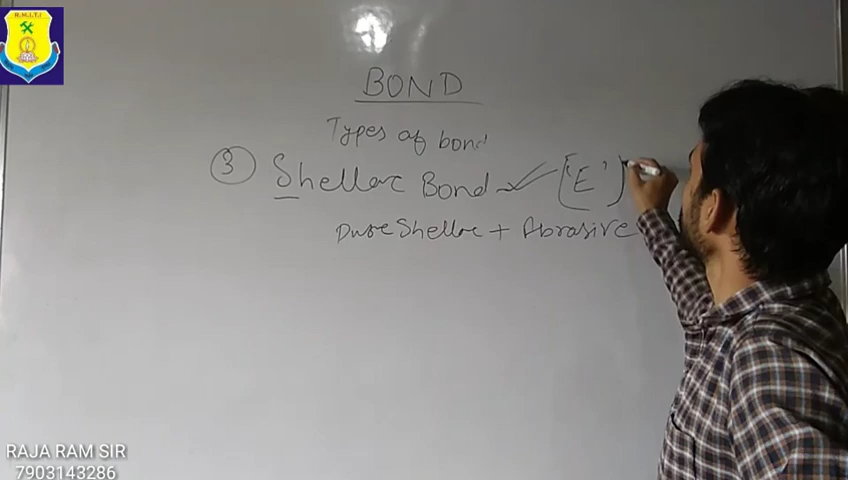 R.M.I.T.I
BOND
Types of bond
3 Shellac Bond ✓ ['E']
Pure Shellac + Abrasive
RAJA RAM SIR
7903143286